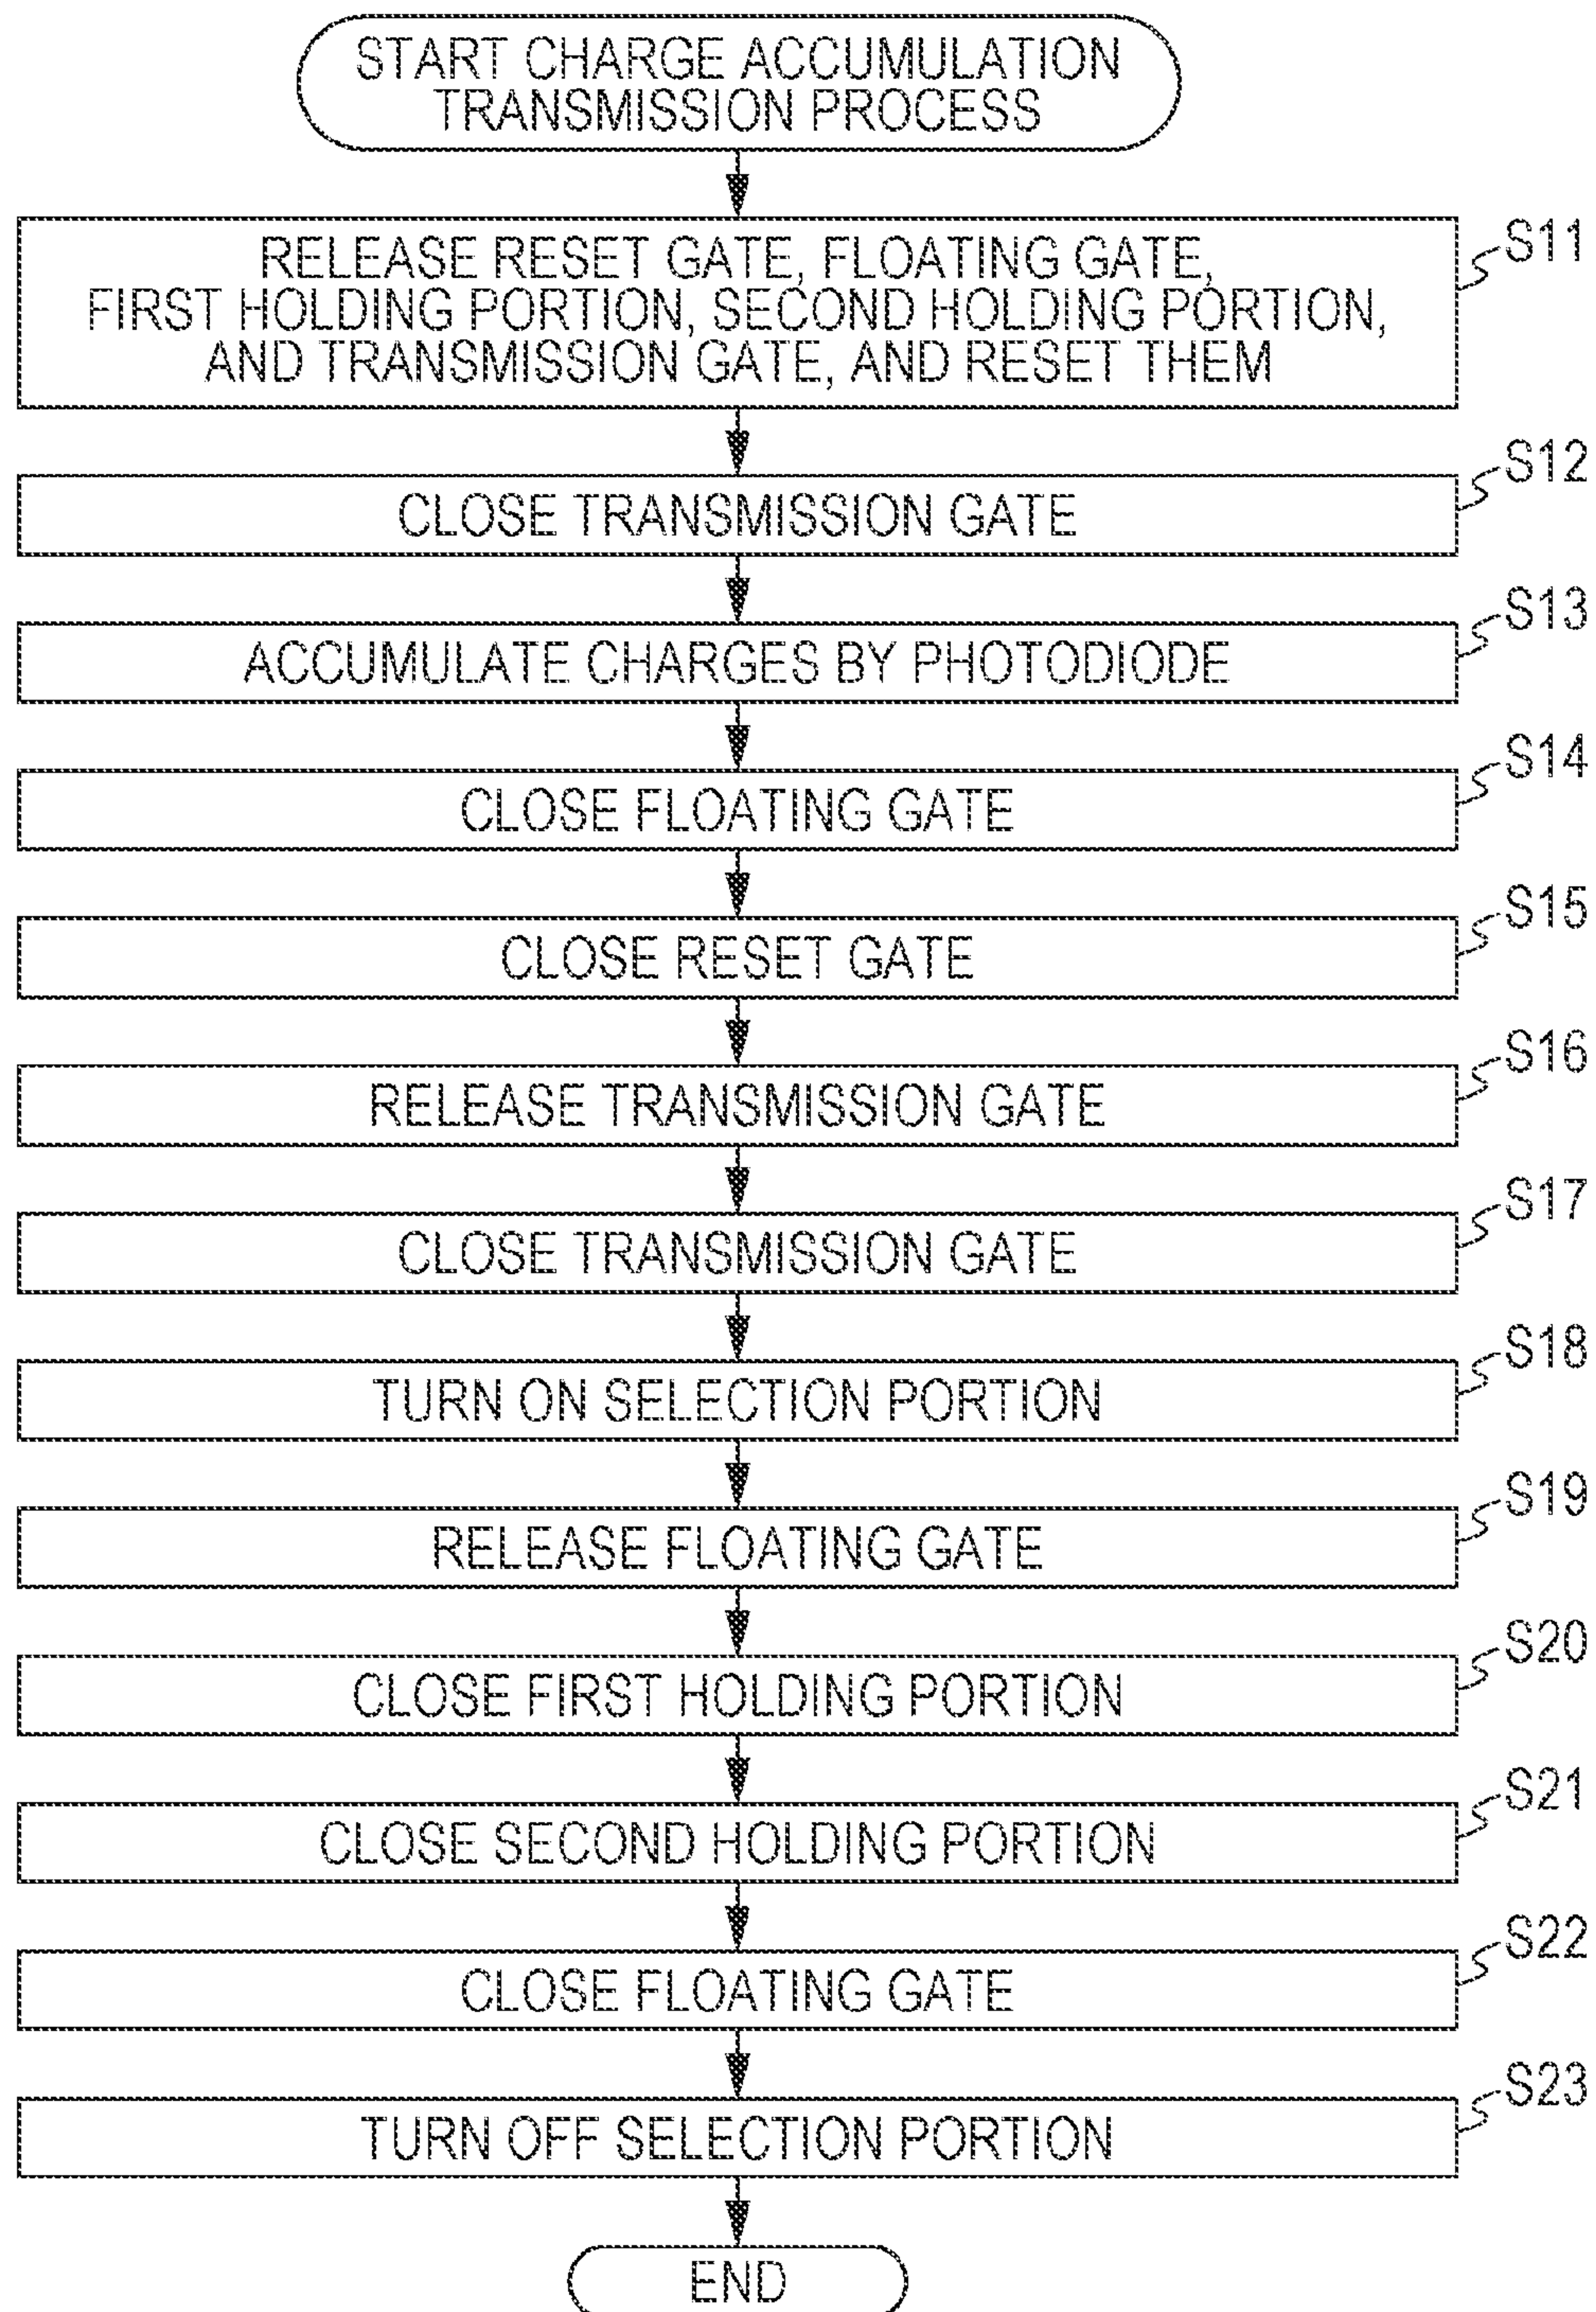 START CHARGE ACCUMULATION
TRANSMISSION PROCESS
RELEASE RESET GATE, FLOATING GATE,
FIRST HOLDING PORTION, SECOND HOLDING PORTION,
AND TRANSMISSION GATE, AND RESET THEM
S11
CLOSE TRANSMISSION GATE
S12
ACCUMULATE CHARGES BY PHOTODIODE
S13
CLOSE FLOATING GATE
S14
CLOSE RESET GATE
S15
RELEASE TRANSMISSION GATE
S16
CLOSE TRANSMISSION GATE
S17
TURN ON SELECTION PORTION
S18
RELEASE FLOATING GATE
S19
CLOSE FIRST HOLDING PORTION
S20
CLOSE SECOND HOLDING PORTION
S21
CLOSE FLOATING GATE
S22
TURN OFF SELECTION PORTION
S23
END